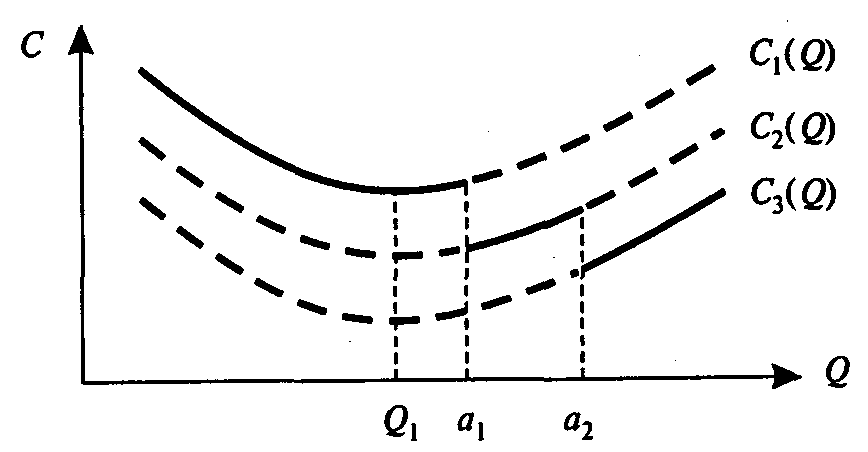 C
C₁(Q)
C₂(Q)
C₃(Q)
Q
Q₁ a₁ a₂